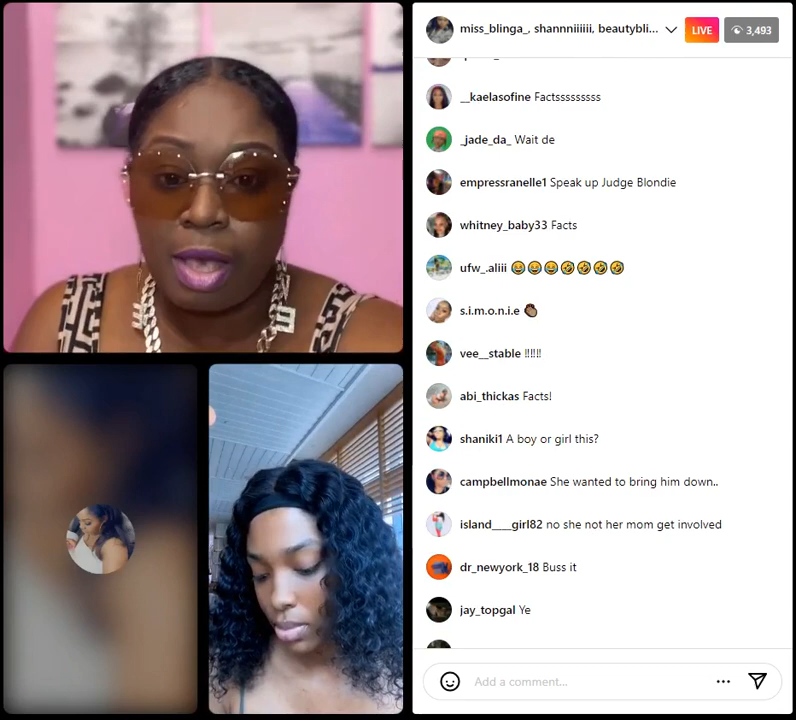 miss_blinga_, shannniiiiii, beautybli...
LIVE
3,493
__kaelasofine Factsssssssss
_jade_da_ Wait de
empressranelle1 Speak up Judge Blondie
whitney_baby33 Facts
ufw_.aliii 😂😂😂🤣🤣🤣🤣
s.i.m.o.n.i.e
vee__stable !!!!!!
abi_thickas Facts!
shaniki1 A boy or girl this?
campbellmonae She wanted to bring him down..
island____girl82 no she not her mom get involved
dr_newyork_18 Buss it
jay_topgal Ye
Add a comment...